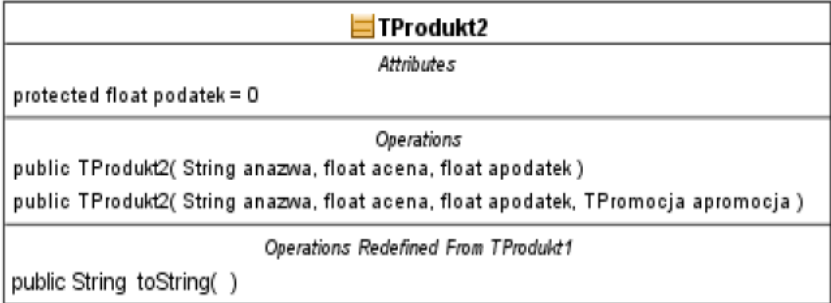 TProdukt2
Attributes
protected float podatek = 0
Operations
public TProdukt2( String anazwa, float acena, float apodatek )
public TProdukt2( String anazwa, float acena, float apodatek, TPromocja apromocja )
Operations Redefined From TProdukt1
public String toString( )